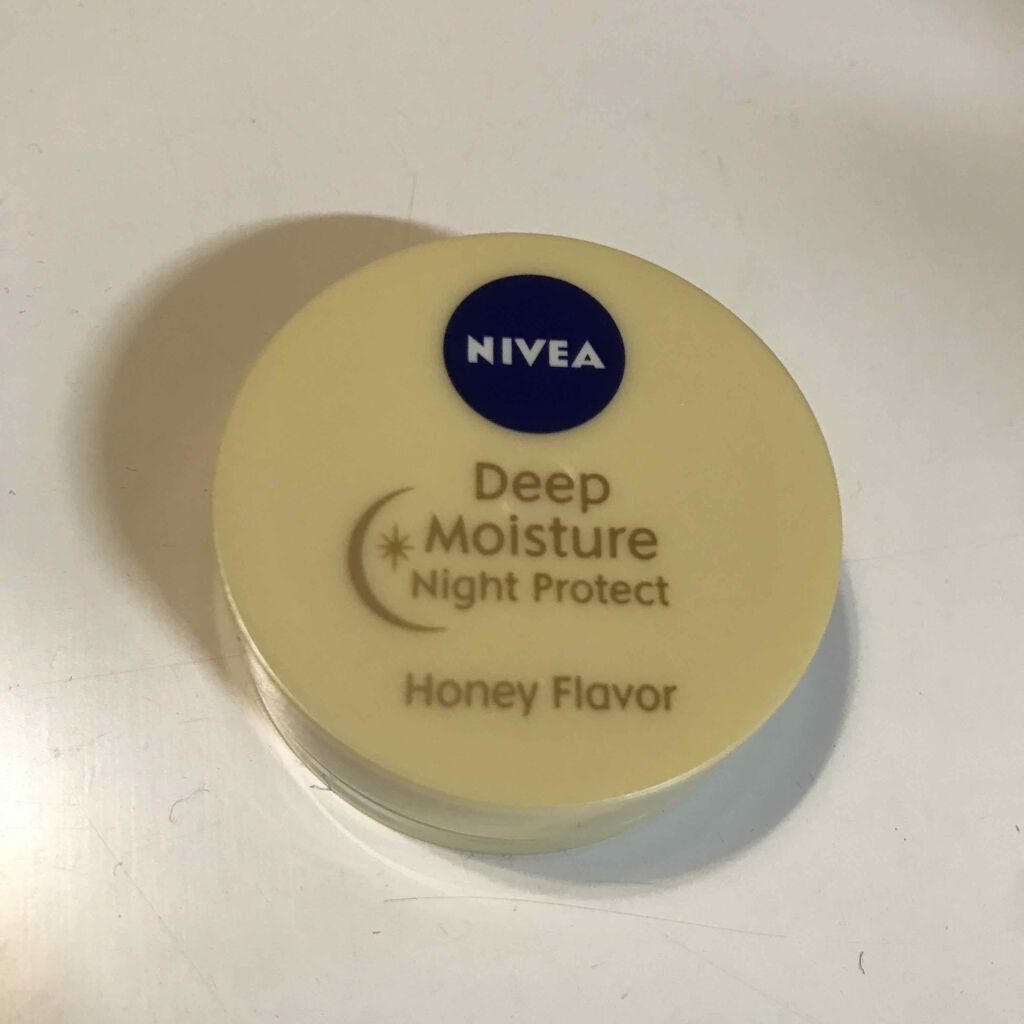 NIVEA
Deep
Moisture
Night Protect
Honey Flavor